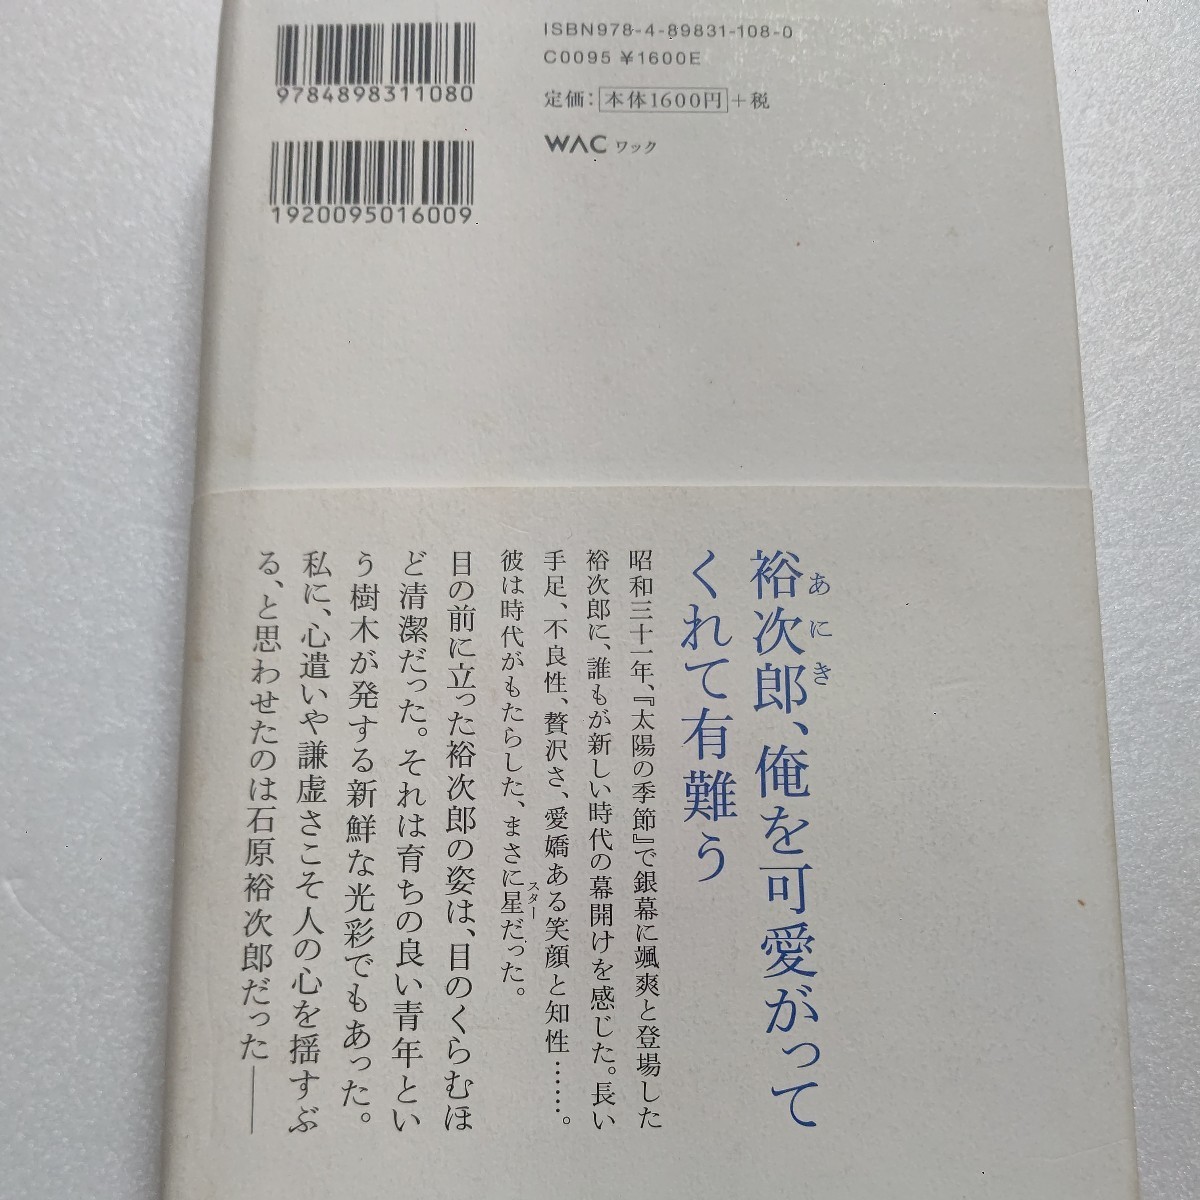 ISBN978-4-89831-108-0
C0095 ¥1600E
定価：本体1600円＋税
WAC ワック
9784898311080
1920095016009
裕次郎、俺を可愛がって
あにき
くれて有難う
昭和三十一年、『太陽の季節』で銀幕に颯爽と登場した
裕次郎に、誰もが新しい時代の幕開けを感じた。長い
手足、不良性、贅沢さ、愛嬌ある笑顔と知性……。
彼は時代がもたらした、まさに星だった。
スター
目の前に立った裕次郎の姿は、目のくらむほ
ど清潔だった。それは育ちの良い青年とい
う樹木が発する新鮮な光彩でもあった。
私に、心遣いや謙虚さこそ人の心を揺すぶ
る、と思わせたのは石原裕次郎だった――